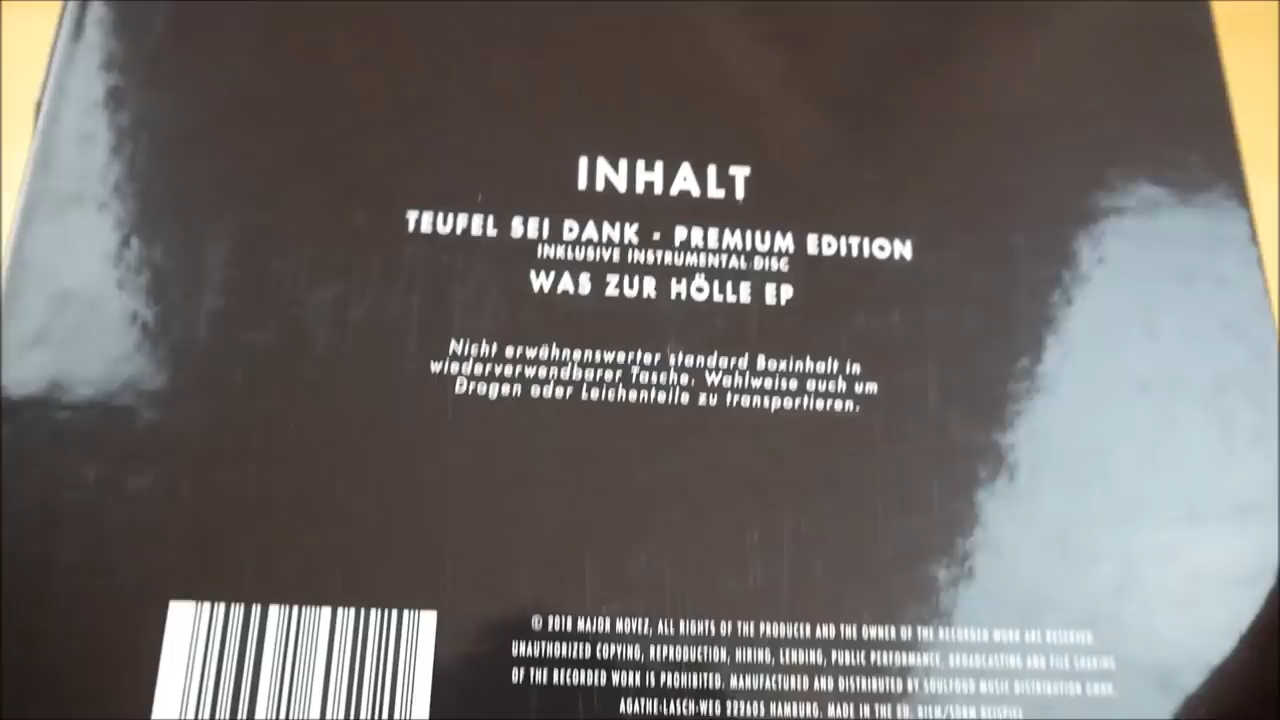 INHALT
TEUFEL SEI DANK - PREMIUM EDITION
INKLUSIVE INSTRUMENTAL DISC
WAS ZUR HÖLLE EP
Nicht erwähnenswerter standard Boxinhalt in
wiederverwendbarer Tasche. Wahlweise auch um
Drogen oder Leichenteile zu transportieren.
© 2018 MAJOR MOVEZ, ALL RIGHTS OF THE PRODUCER AND THE OWNER OF THE RECORDED WORK ARE RESERVED.
UNAUTHORIZED COPYING, REPRODUCTION, HIRING, LENDING, PUBLIC PERFORMANCE, BROADCASTING AND FILE SHARING
OF THE RECORDED WORK IS PROHIBITED. MANUFACTURED AND DISTRIBUTED BY SOULFOOD MUSIC DISTRIBUTION GMBH.
AGATHE-LASCH-WEG 222605 HAMBURG. MADE IN THE EU.